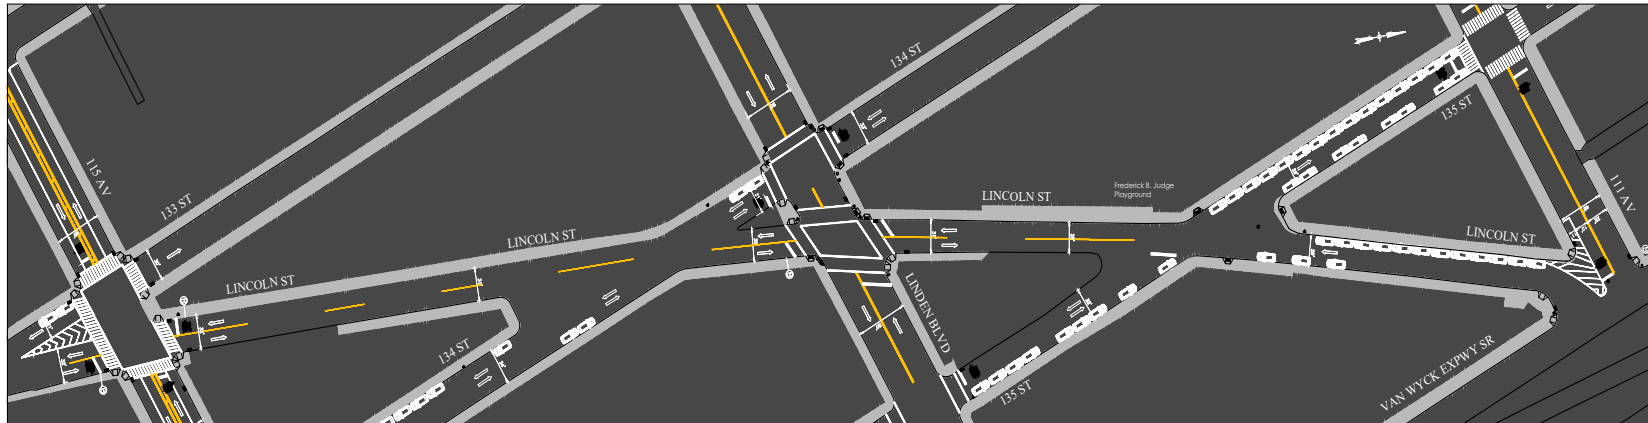 115 AV
133 ST
LINCOLN ST
134 ST
LINCOLN ST
134 ST
LINDEN BLVD
135 ST
LINCOLN ST
Frederick B. Judge
Playground
135 ST
LINCOLN ST
111 AV
VAN WYCK EXPWY SR